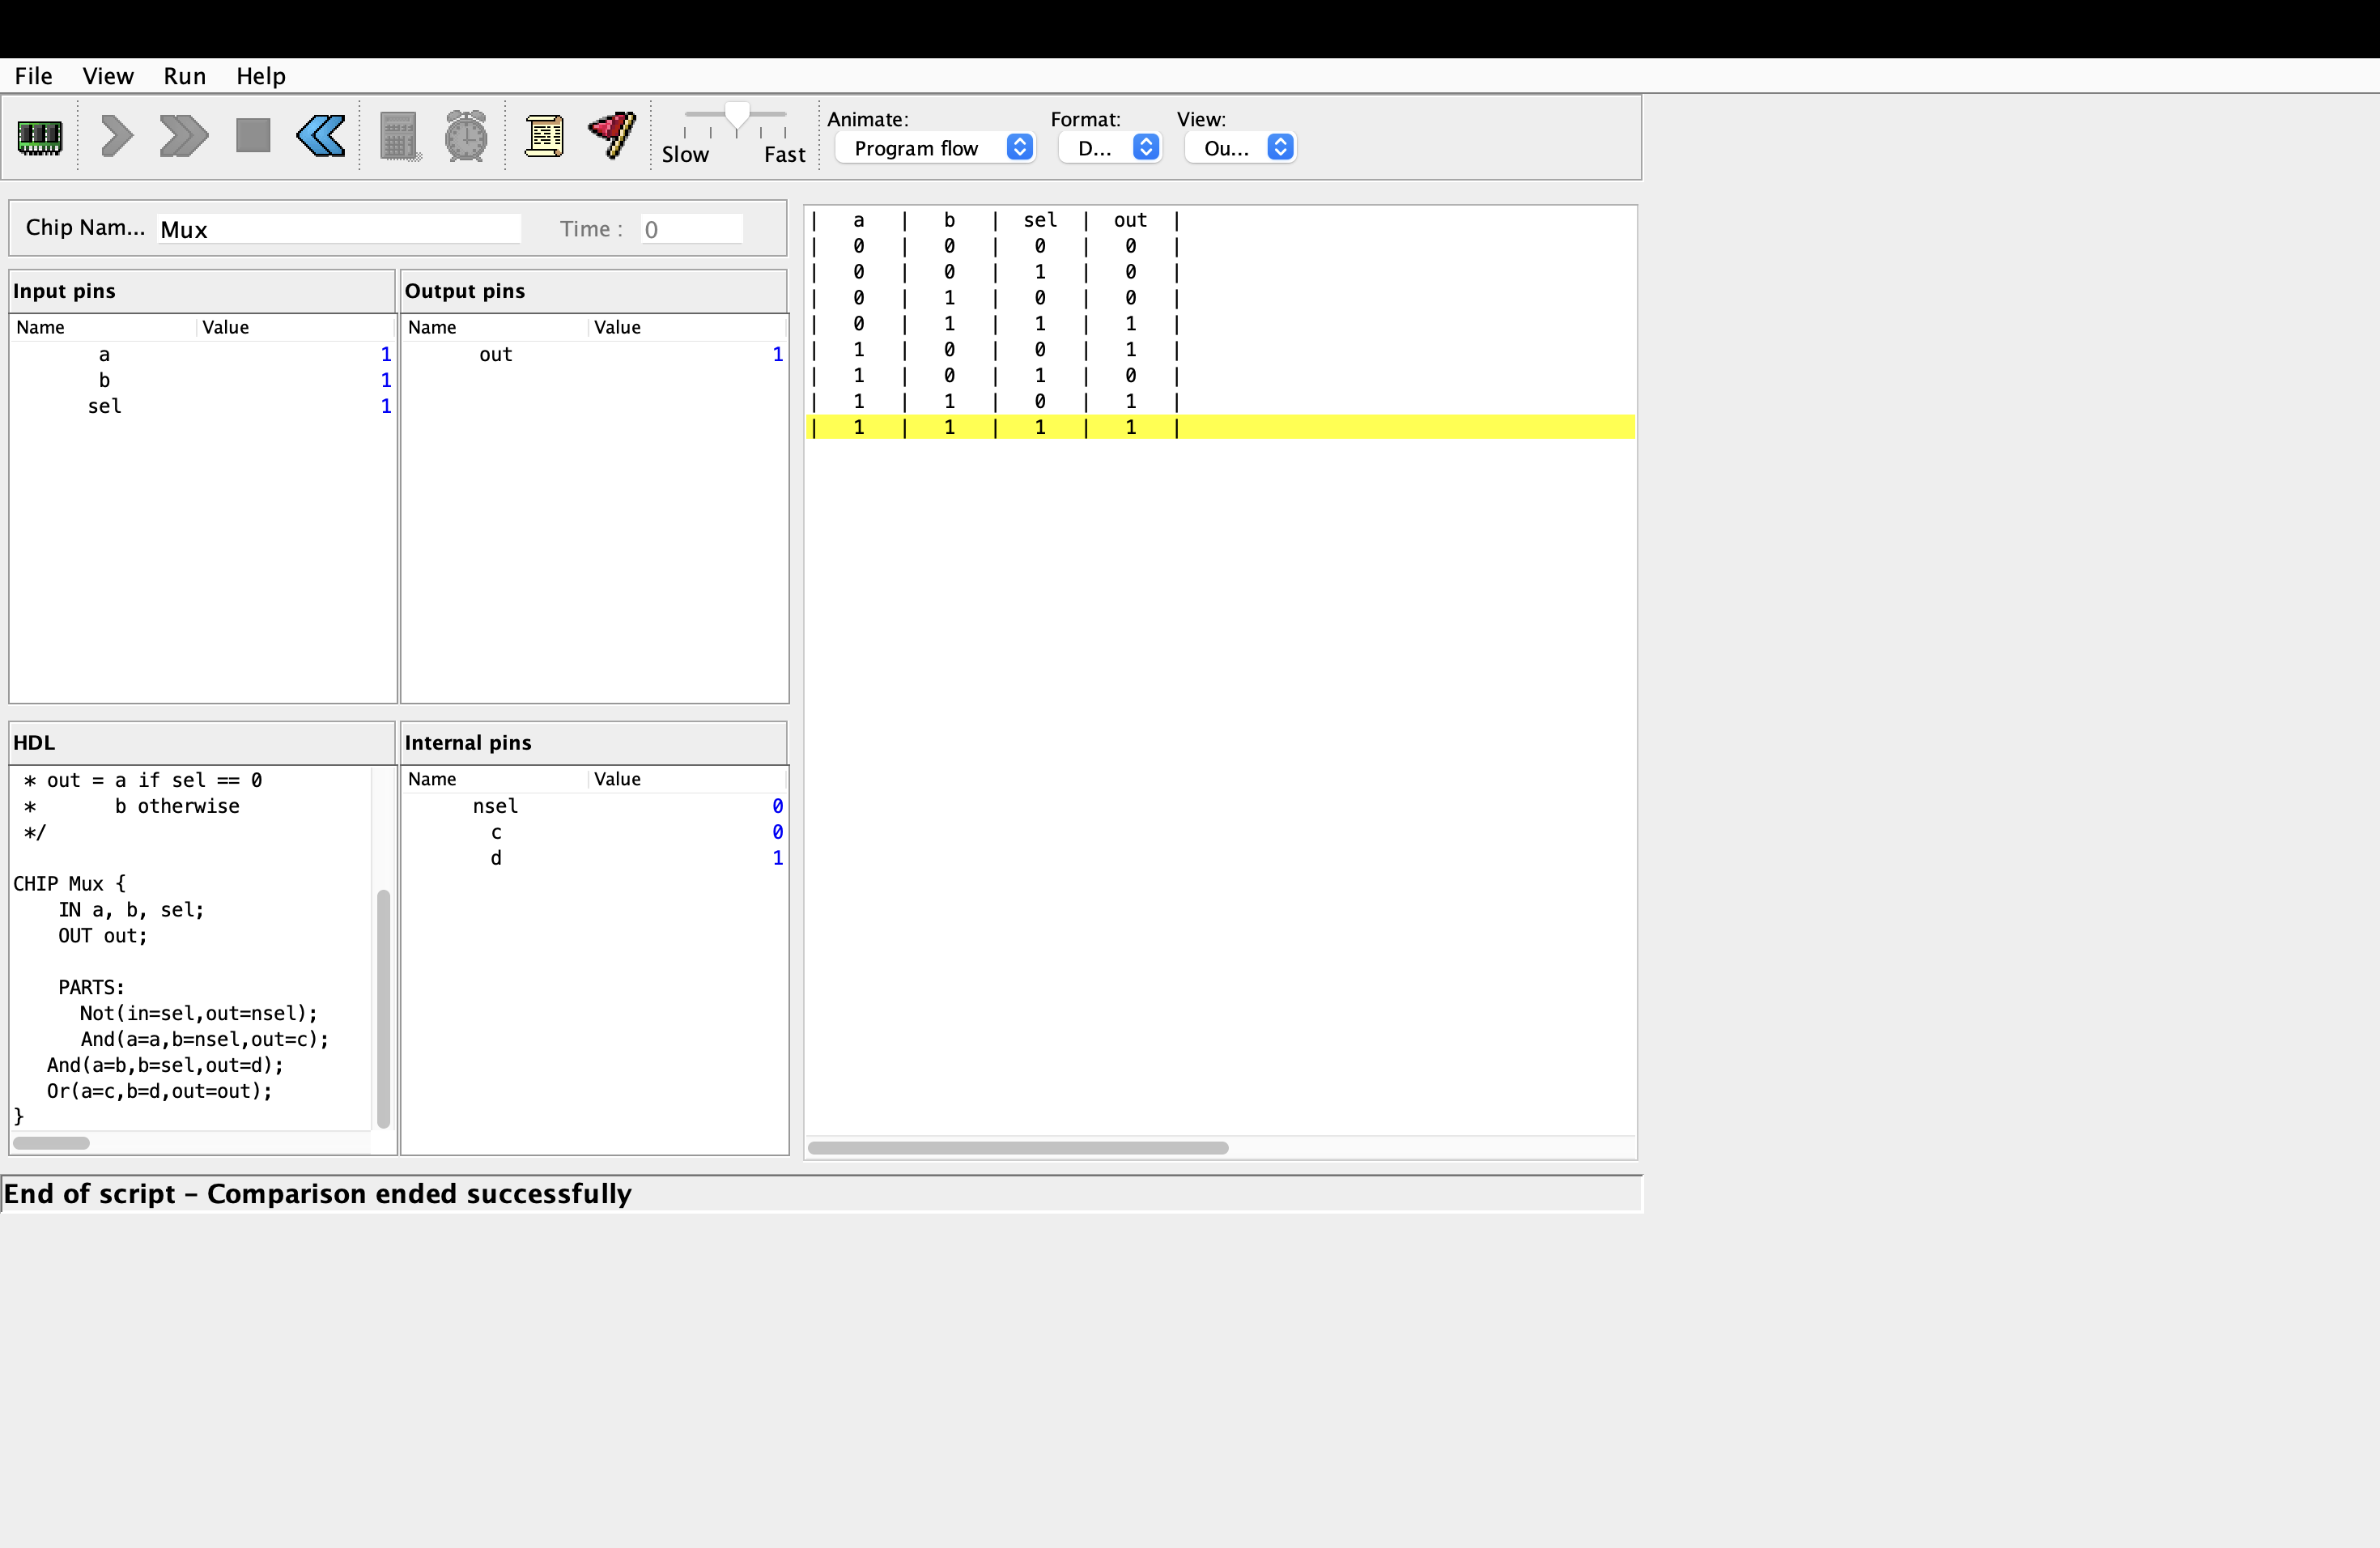 File View Run Help
Animate: Format: View:
Slow Fast Program flow D... Ou...
Chip Nam... Mux Time : 0
Input pins Output pins
Name Value Name Value
a 1 out 1
b 1
sel 1
HDL Internal pins
* out = a if sel == 0
* b otherwise
*/
CHIP Mux {
IN a, b, sel;
OUT out;
PARTS:
Not(in=sel,out=nsel);
And(a=a,b=nsel,out=c);
And(a=b,b=sel,out=d);
Or(a=c,b=d,out=out);
}
Name Value
nsel 0
c 0
d 1
| a | b | sel | out |
| 0 | 0 | 0 | 0 |
| 0 | 0 | 1 | 0 |
| 0 | 1 | 0 | 0 |
| 0 | 1 | 1 | 1 |
| 1 | 0 | 0 | 1 |
| 1 | 0 | 1 | 0 |
| 1 | 1 | 0 | 1 |
| 1 | 1 | 1 | 1 |
End of script – Comparison ended successfully